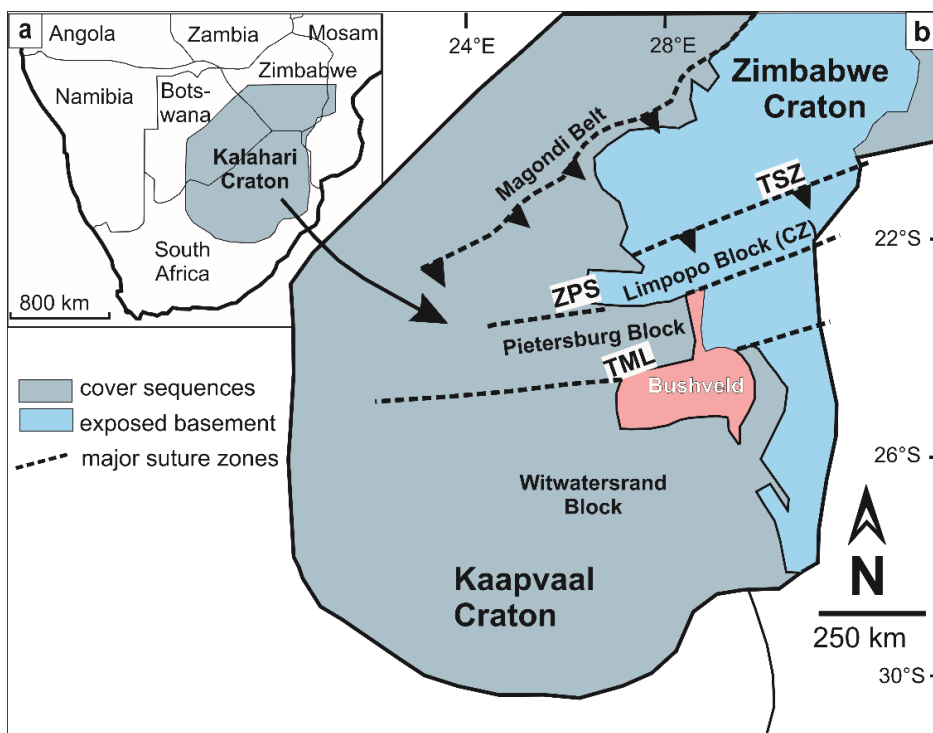 a
Angola
Zambia
Mosam
Zimbabwe
Namibia
Bots-
wana
Kalahari
Craton
South
Africa
800 km
cover sequences
exposed basement
major suture zones
b
24°E
28°E
Zimbabwe
Craton
Magondi Belt
TSZ
22°S
Limpopo Block (CZ)
ZPS
Pietersburg Block
TML
Bushveld
26°S
Witwatersrand
Block
Kaapvaal
Craton
N
250 km
30°S